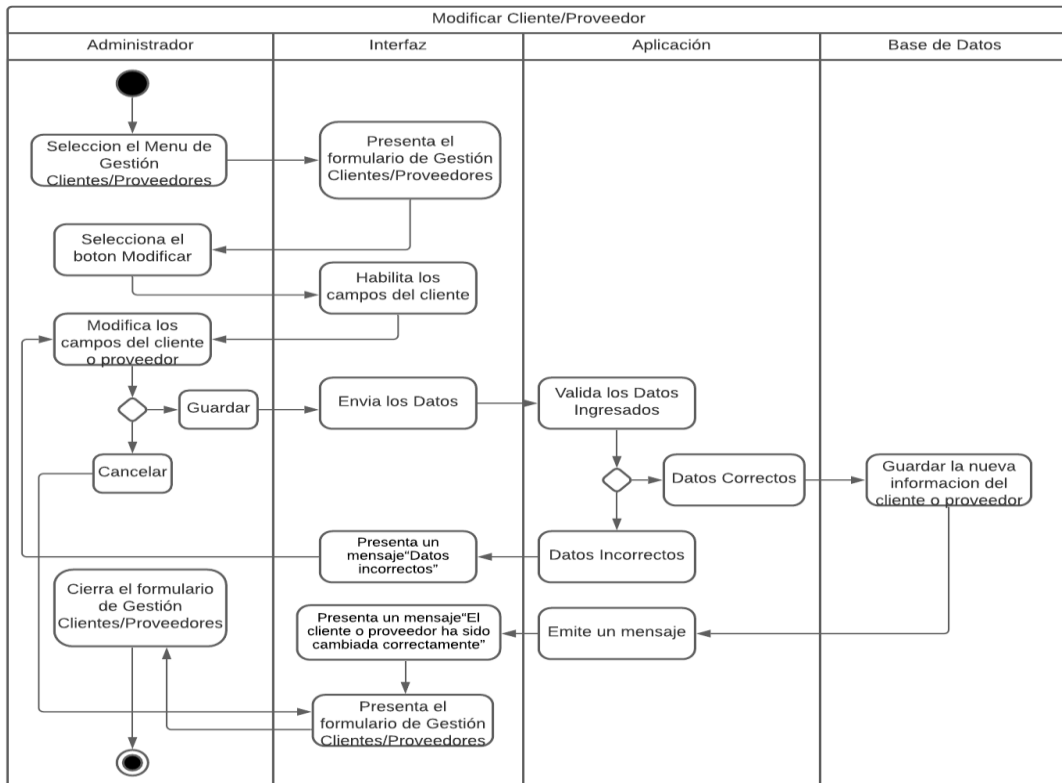 Modificar Cliente/Proveedor
Administrador
Interfaz
Aplicación
Base de Datos
Seleccion el Menu de
Gestión
Clientes/Proveedores
Presenta el
formulario de Gestión
Clientes/Proveedores
Selecciona el
boton Modificar
Habilita los
campos del cliente
Modifica los
campos del cliente
o proveedor
Guardar
Envia los Datos
Valida los Datos
Ingresados
Cancelar
Datos Correctos
Guardar la nueva
informacion del
cliente o proveedor
Presenta un
mensaje“Datos
incorrectos”
Datos Incorrectos
Cierra el formulario
de Gestión
Clientes/Proveedores
Presenta un mensaje“El
cliente o proveedor ha sido
cambiada correctamente”
Emite un mensaje
Presenta el
formulario de Gestión
Clientes/Proveedores